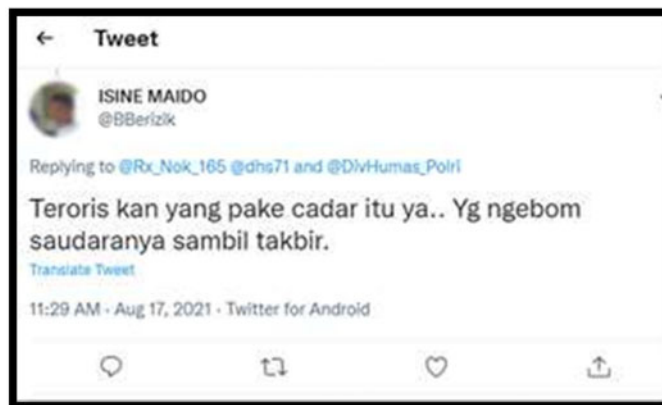 Tweet
ISINE MAIDO
@BBerizik
Replying to @Rx_Nok_165 @dhs71 and @DivHumas_Polri
Teroris kan yang pake cadar itu ya.. Yg ngebom
saudaranya sambil takbir.
Translate Tweet
11:29 AM · Aug 17, 2021 · Twitter for Android